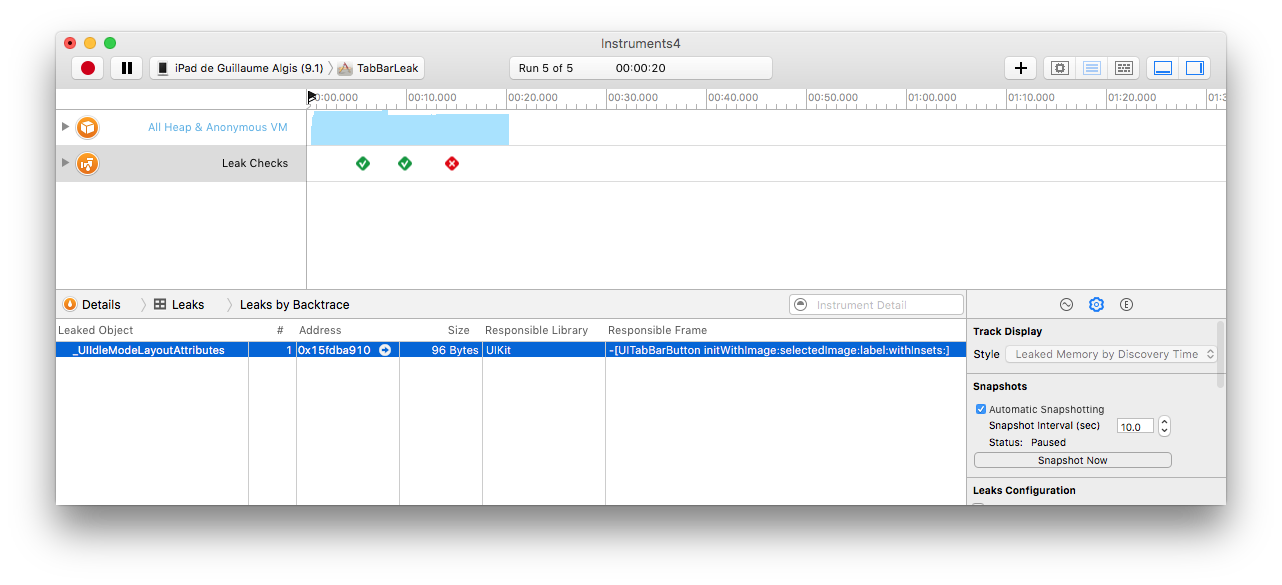 Instruments4
iPad de Guillaume Algis (9.1) TabBarLeak
Run 5 of 5 00:00:20
00:00.000 00:10.000 00:20.000 00:30.000 00:40.000 00:50.000 01:00.000 01:10.000 01:20.000
All Heap & Anonymous VM
Leak Checks
Details Leaks Leaks by Backtrace
Instrument Detail
E
Leaked Object # Address Size Responsible Library Responsible Frame
_UIIdleModeLayoutAttributes 1 0x15fdba910 96 Bytes UIKit -[UITabBarButton initWithImage:selectedImage:label:withInsets:]
Track Display
Style Leaked Memory by Discovery Time
Snapshots
Automatic Snapshotting
Snapshot Interval (sec) 10.0
Status: Paused
Snapshot Now
Leaks Configuration